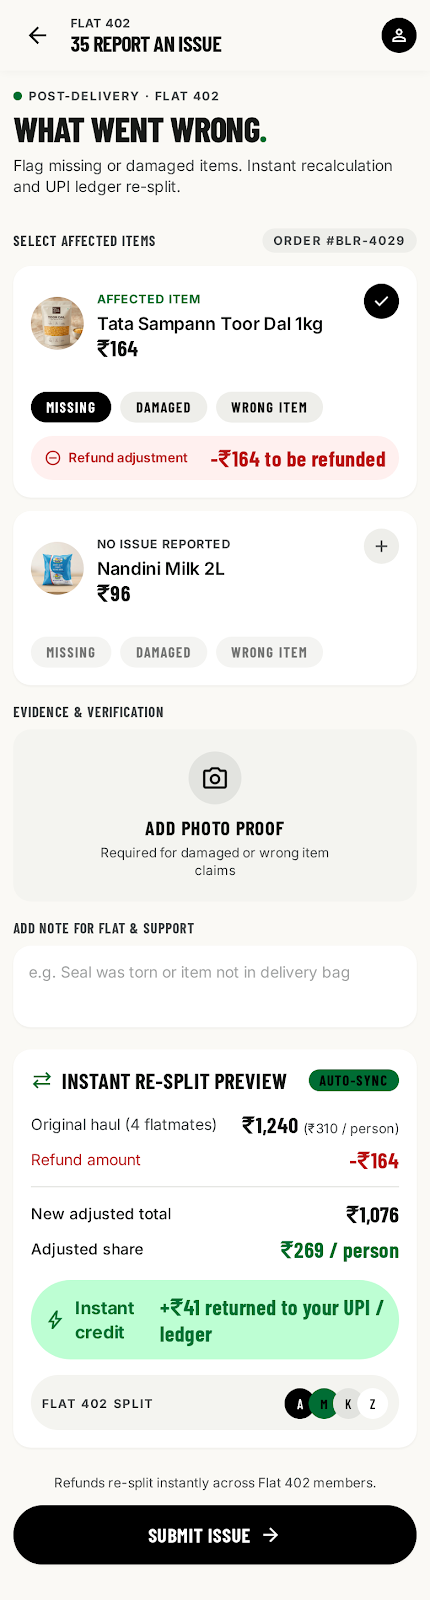 FLAT 402
35 REPORT AN ISSUE
POST-DELIVERY · FLAT 402
WHAT WENT WRONG.
Flag missing or damaged items. Instant recalculation
and UPI ledger re-split.
SELECT AFFECTED ITEMS
ORDER #BLR-4029
AFFECTED ITEM
Tata Sampann Toor Dal 1kg
₹164
MISSING
DAMAGED
WRONG ITEM
Refund adjustment
-₹164 to be refunded
NO ISSUE REPORTED
Nandini Milk 2L
₹96
MISSING
DAMAGED
WRONG ITEM
EVIDENCE & VERIFICATION
ADD PHOTO PROOF
Required for damaged or wrong item
claims
ADD NOTE FOR FLAT & SUPPORT
e.g. Seal was torn or item not in delivery bag
INSTANT RE-SPLIT PREVIEW
AUTO-SYNC
Original haul (4 flatmates)
₹1,240 (₹310 / person)
Refund amount
-₹164
New adjusted total
₹1,076
Adjusted share
₹269 / person
Instant
credit
+₹41 returned to your UPI /
ledger
FLAT 402 SPLIT
A
M
K
Z
Refunds re-split instantly across Flat 402 members.
SUBMIT ISSUE